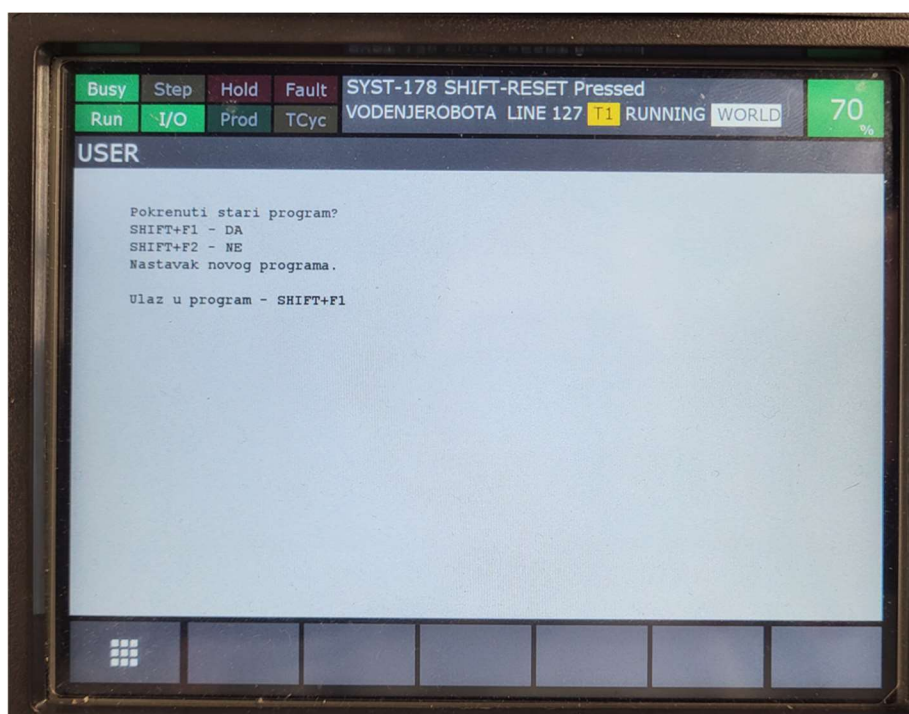 Busy Step Hold Fault SYST-178 SHIFT-RESET Pressed
Run I/O Prod TCyc VODENJEROBOTA LINE 127 T1 RUNNING WORLD
70
%
USER
Pokrenuti stari program?
SHIFT+F1 - DA
SHIFT+F2 - NE
Nastavak novog programa.
Ulaz u program - SHIFT+F1